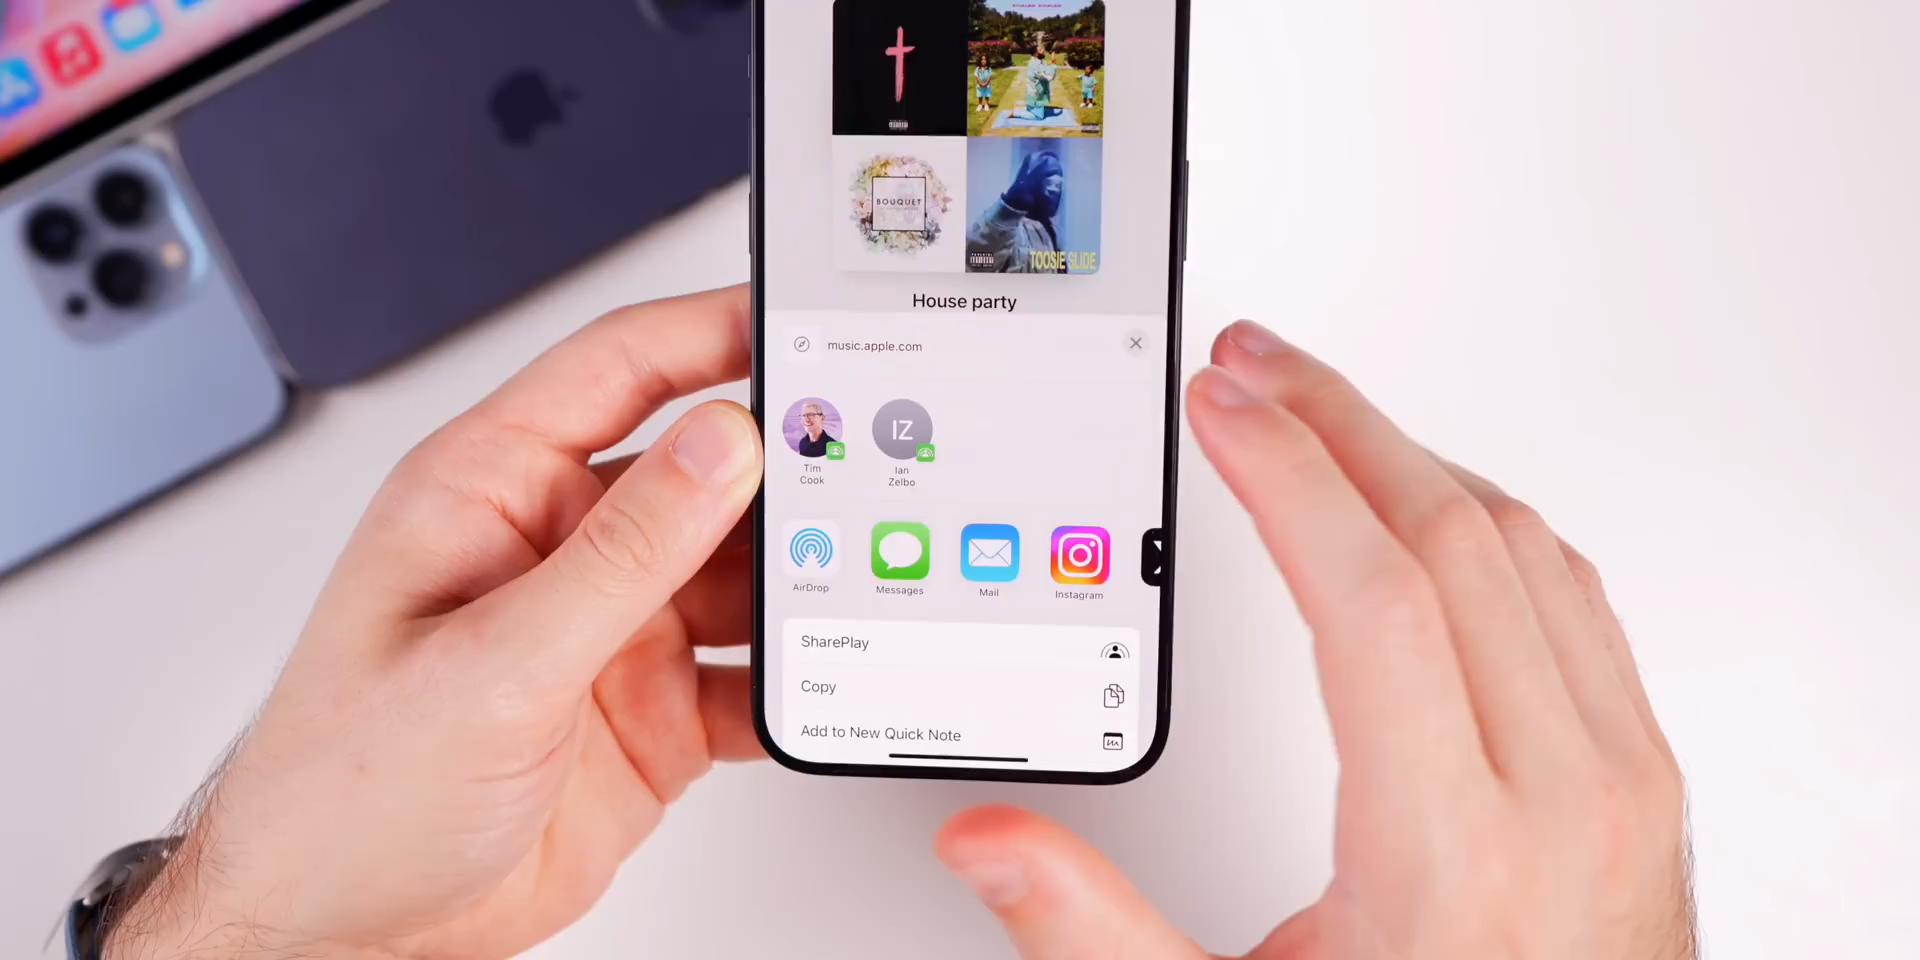 BOUQUET
TOOSIE SLIDE
House party
music.apple.com
IZ
Tim
Cook
Ian
Zelbo
AirDrop
Messages
Mail
Instagram
SharePlay
Copy
Add to New Quick Note